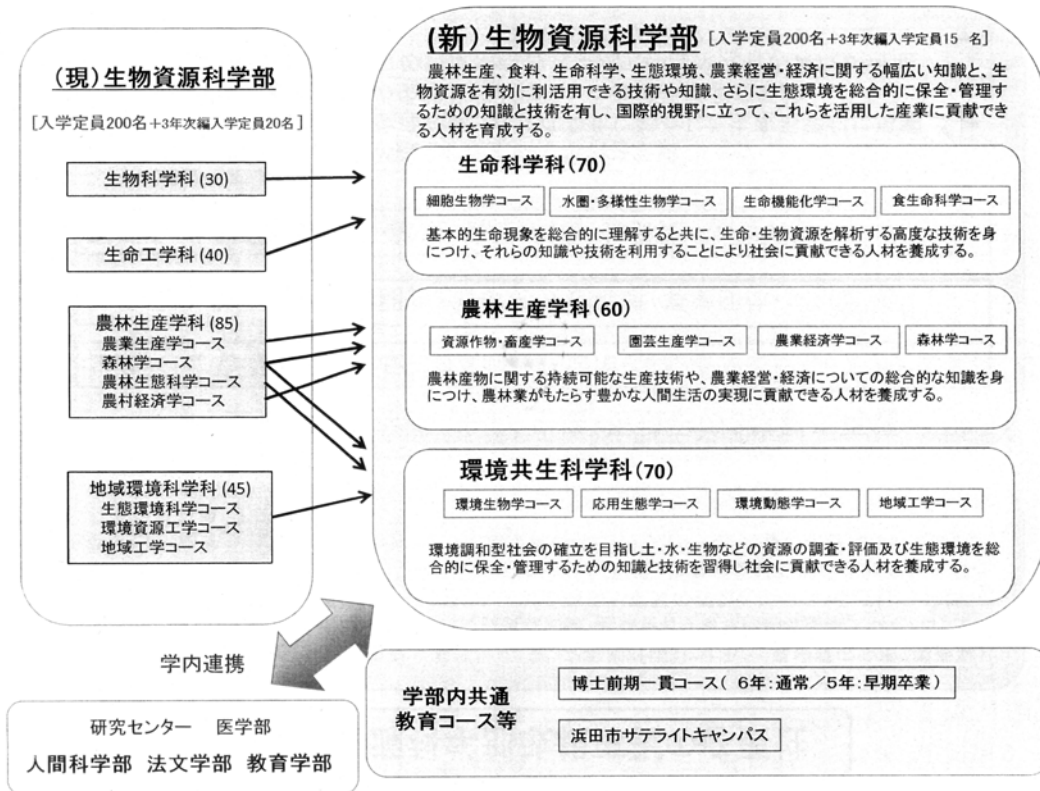 (現)生物資源科学部
[入学定員200名+3年次編入学定員20名]
生物科学科(30)
生命工学科(40)
農林生産学科(85)
農業生産学コース
森林学コース
農林生態科学コース
農村経済学コース
地域環境科学科(45)
生態環境科学コース
環境資源工学コース
地域工学コース
(新)生物資源科学部 [入学定員200名+3年次編入学定員15 名]
農林生産、食料、生命科学、生態環境、農業経営・経済に関する幅広い知識と、生
物資源を有効に利活用できる技術や知識、さらに生態環境を総合的に保全・管理す
るための知識と技術を有し、国際的視野に立って、これらを活用した産業に貢献でき
る人材を育成する。
生命科学科(70)
細胞生物学コース 水圏・多様性生物学コース 生命機能化学コース 食生命科学コース
基本的生命現象を総合的に理解すると共に、生命・生物資源を解析する高度な技術を身
につけ、それらの知識や技術を利用することにより社会に貢献できる人材を養成する。
農林生産学科(60)
資源作物・畜産学コース 園芸生産学コース 農業経済学コース 森林学コース
農林産物に関する持続可能な生産技術や、農業経営・経済についての総合的な知識を身
につけ、農林業がもたらす豊かな人間生活の実現に貢献できる人材を養成する。
環境共生科学科(70)
環境生物学コース 応用生態学コース 環境動態学コース 地域工学コース
環境調和型社会の確立を目指し土・水・生物などの資源の調査・評価及び生態環境を総
合的に保全・管理するための知識と技術を習得し社会に貢献できる人材を養成する。
学内連携
研究センター 医学部
人間科学部 法文学部 教育学部
学部内共通
教育コース等
博士前期一貫コース( 6年:通常/5年:早期卒業)
浜田市サテライトキャンパス